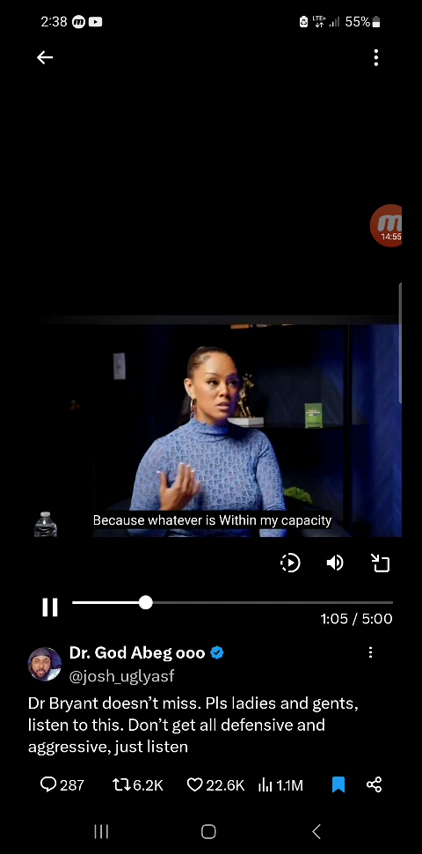 2:38 LTE+ 55%
14:55
Because whatever is Within my capacity
1:05 / 5:00
Dr. God Abeg ooo
@josh_uglyasf
Dr Bryant doesn't miss. Pls ladies and gents,
listen to this. Don't get all defensive and
aggressive, just listen
287 6.2K 22.6K 1.1M